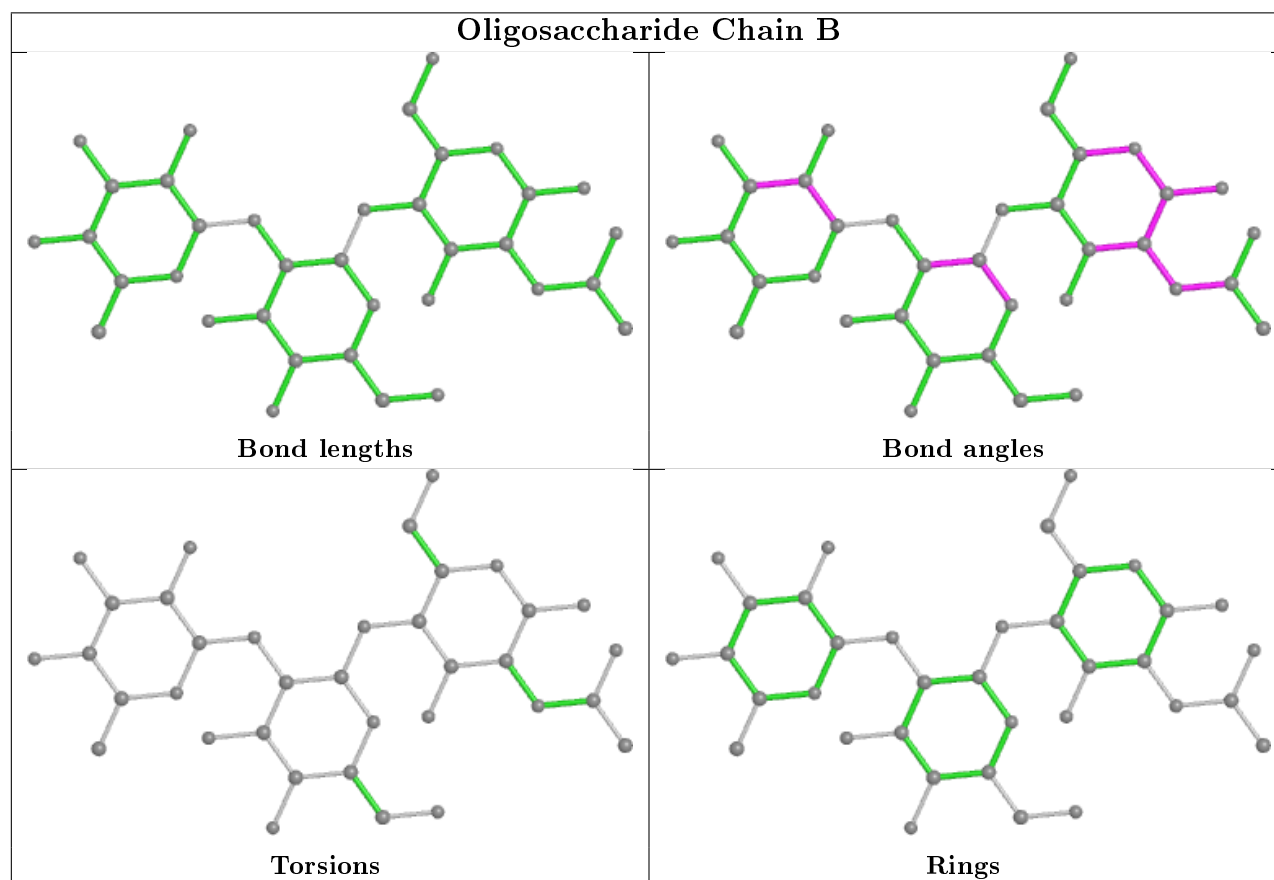 Oligosaccharide Chain B
Bond lengths
Bond angles
Torsions
Rings